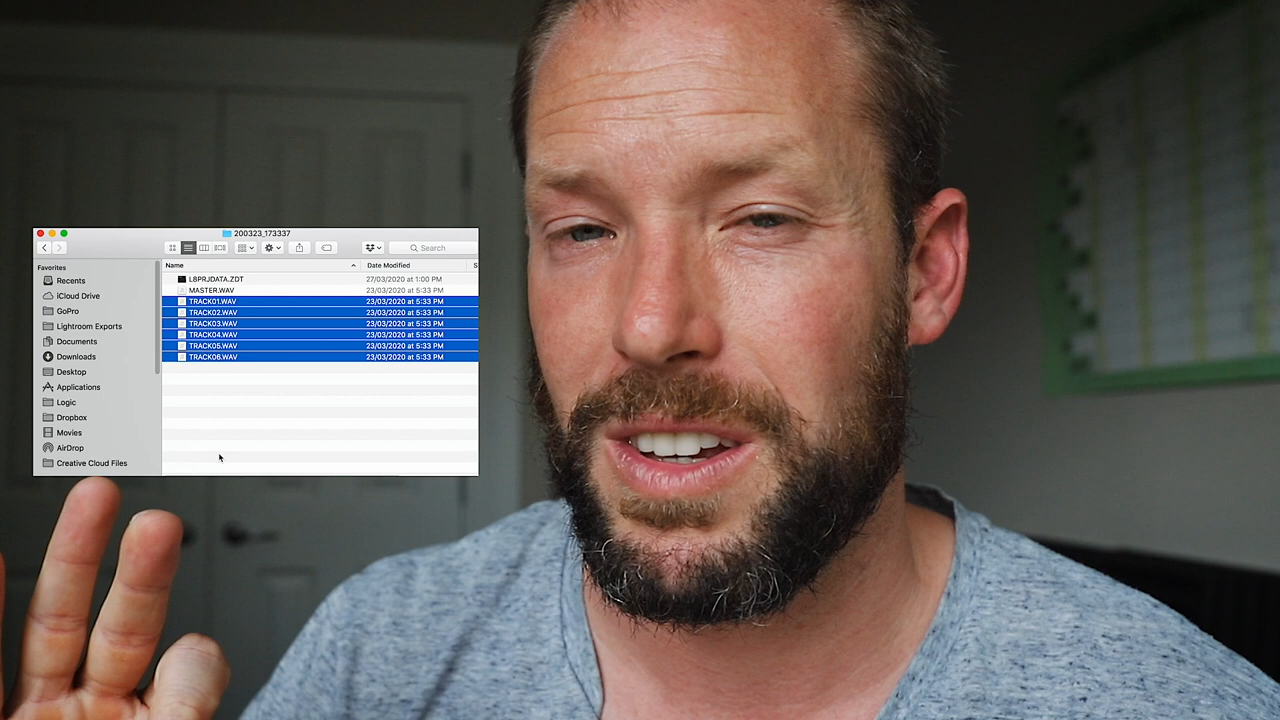 200323_173337
Search
Favorites
Name Date Modified S
Recents
iCloud Drive
GoPro
Lightroom Exports
Documents
Downloads
Desktop
Applications
Logic
Dropbox
Movies
AirDrop
Creative Cloud Files
L8PRJDATA.ZDT 27/03/2020 at 1:00 PM
MASTER.WAV 23/03/2020 at 5:33 PM
TRACK01.WAV 23/03/2020 at 5:33 PM
TRACK02.WAV 23/03/2020 at 5:33 PM
TRACK03.WAV 23/03/2020 at 5:33 PM
TRACK04.WAV 23/03/2020 at 5:33 PM
TRACK05.WAV 23/03/2020 at 5:33 PM
TRACK06.WAV 23/03/2020 at 5:33 PM